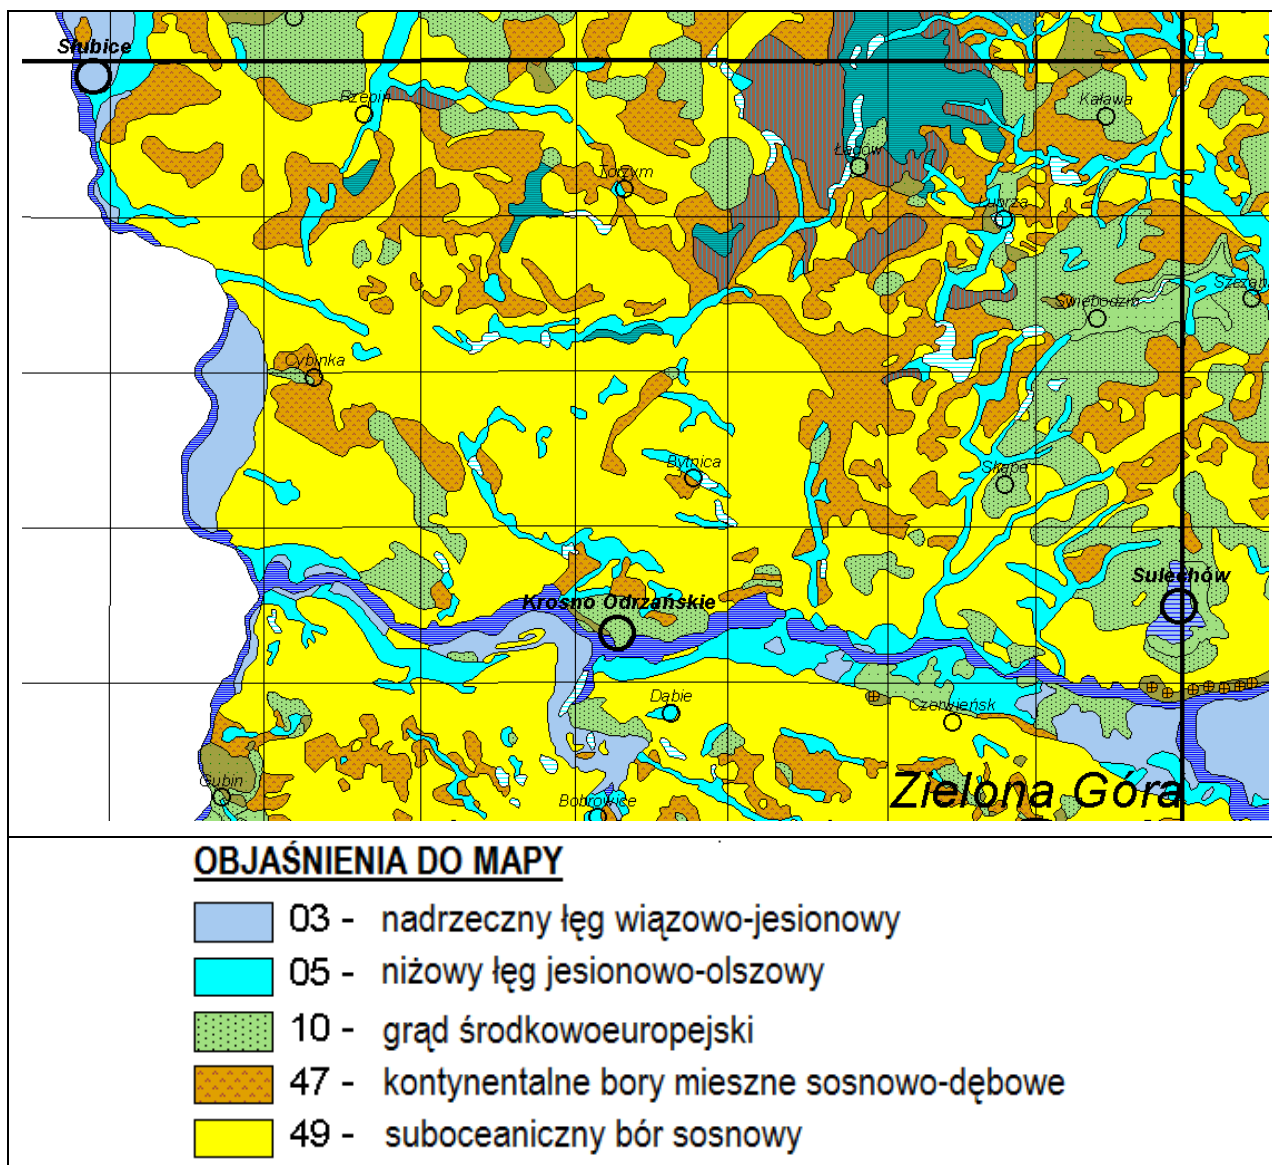 Słubice
Rzepin
Kaława
Łagów
Torzym
Lubrza
Świebodzin
Cybinka
Bytnica
Skąpe
Sulechów
Krosno Odrzańskie
Dąbie
Czerwieńsk
Gubin
Zielona Góra
Bobrowice
OBJAŚNIENIA DO MAPY
03 - nadrzeczny łęg wiązowo-jesionowy
05 - niżowy łęg jesionowo-olszowy
10 - grąd środkowoeuropejski
47 - kontynentalne bory mieszne sosnowo-dębowe
49 - suboceaniczny bór sosnowy